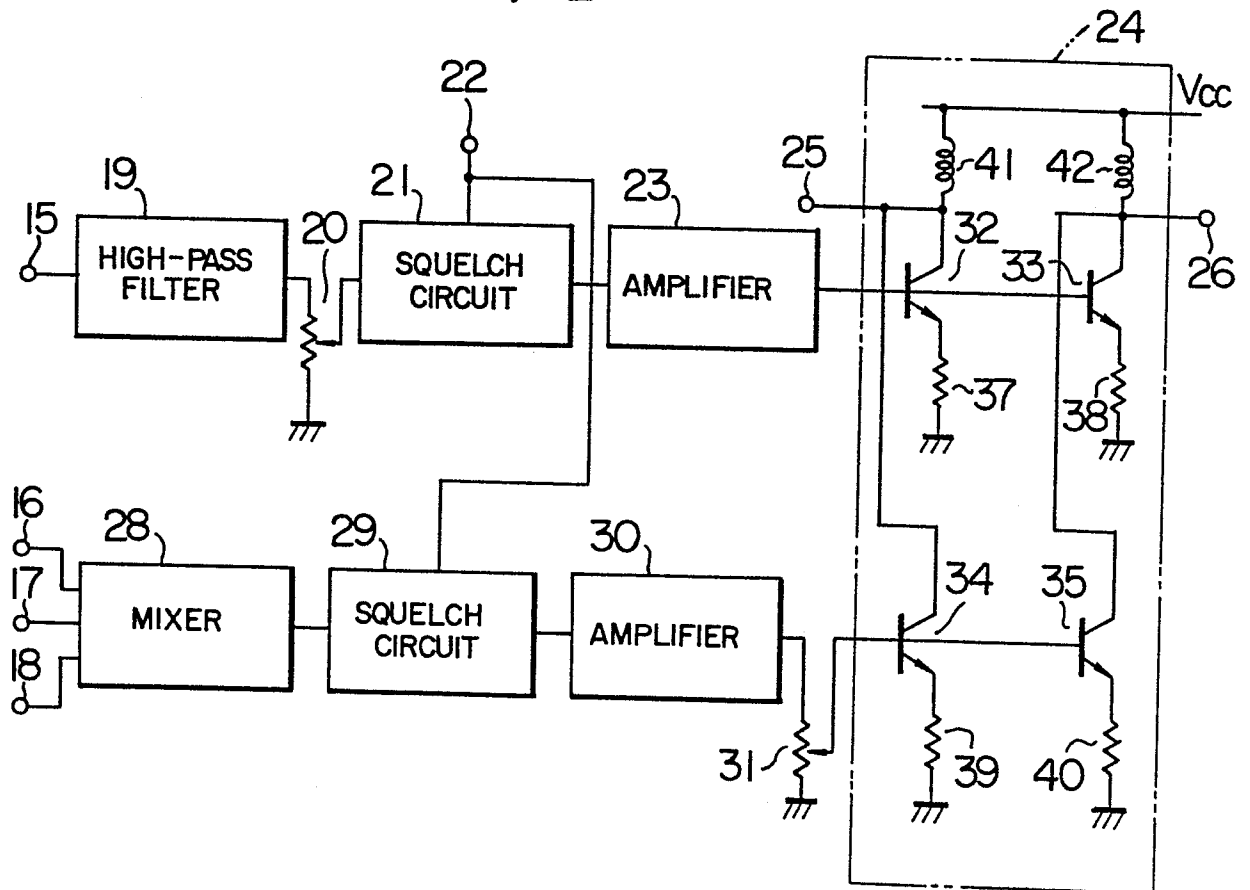 24
Vcc
22
25
41
42
19
21
23
15
20
32
33
26
HIGH-PASS
FILTER
SQUELCH
CIRCUIT
AMPLIFIER
37
38
16
28
29
30
17
34
35
MIXER
SQUELCH
CIRCUIT
AMPLIFIER
18
31
39
40